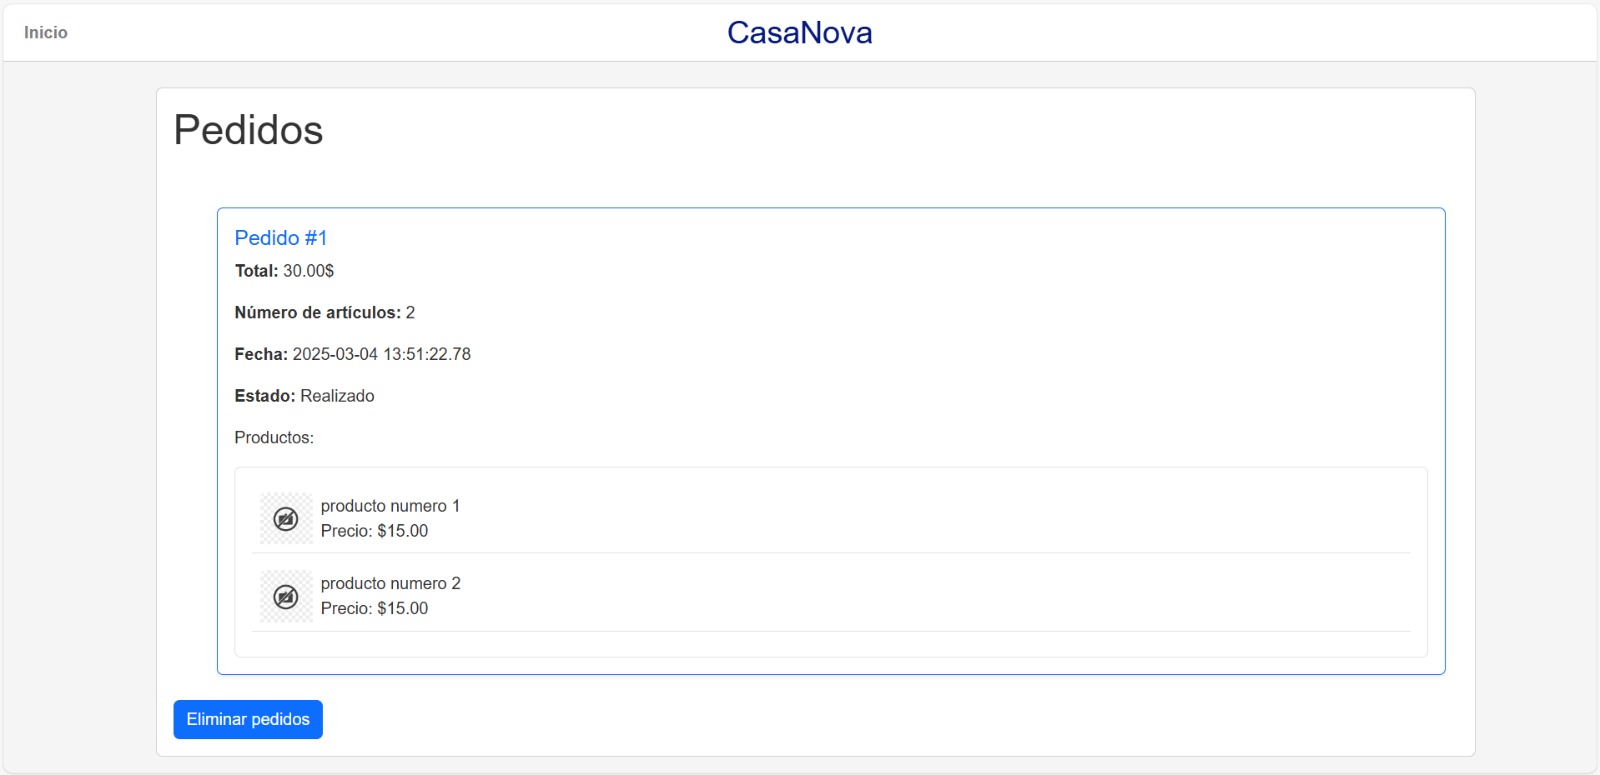 Inicio
CasaNova
Pedidos
Pedido #1
Total: 30.00$
Número de artículos: 2
Fecha: 2025-03-04 13:51:22.78
Estado: Realizado
Productos:
producto numero 1
Precio: $15.00
producto numero 2
Precio: $15.00
Eliminar pedidos